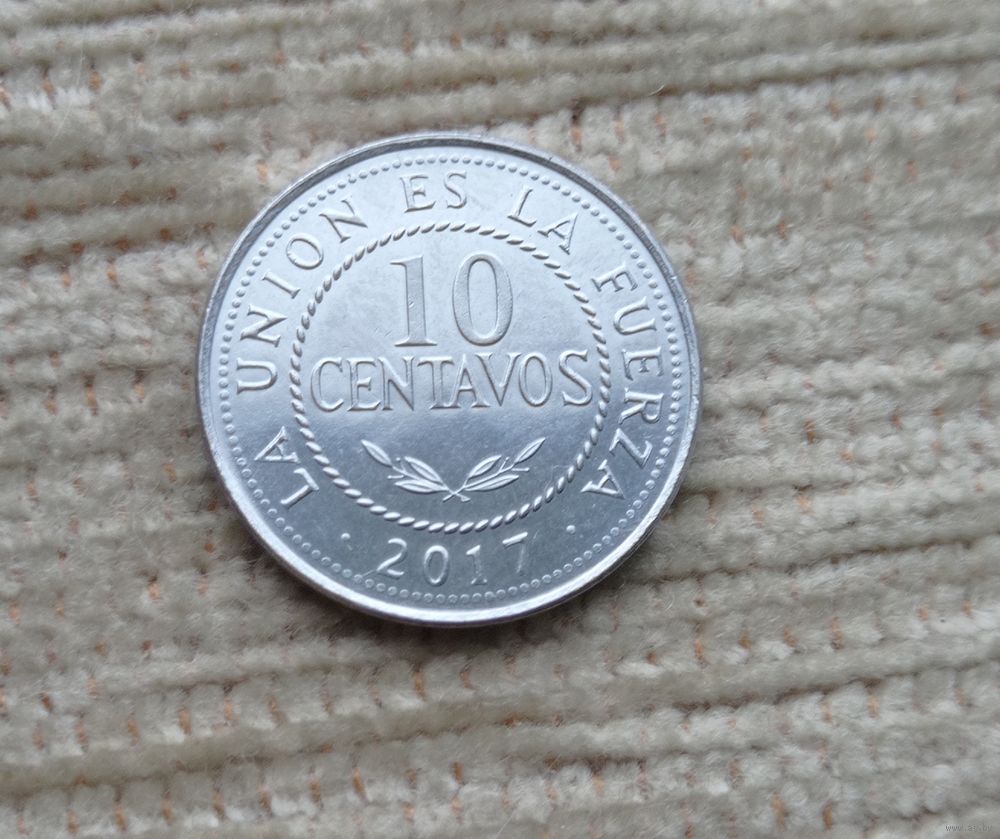 LA UNION ES LA FUERZA
10
CENTAVOS
· 2017 ·